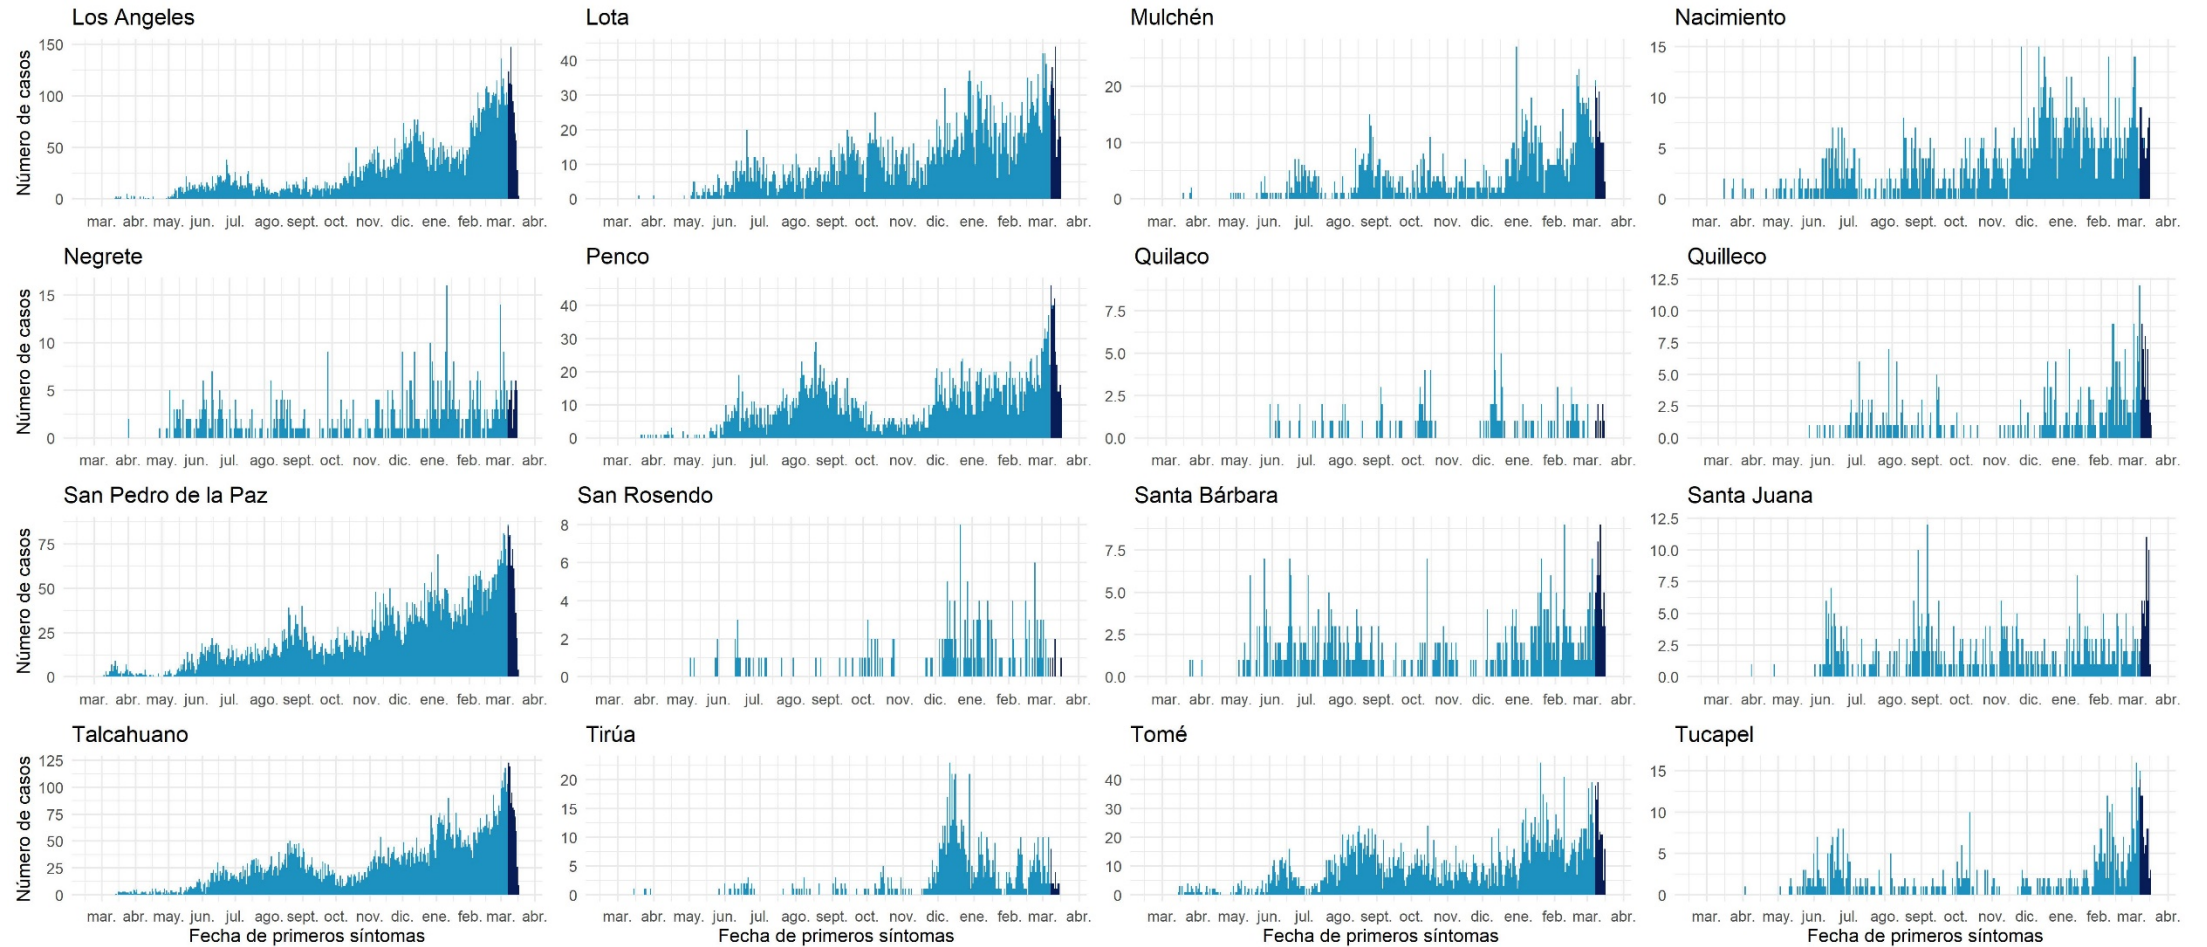 Los Angeles
Número de casos
150
100
50
0
mar. abr. may. jun. jul. ago. sept. oct. nov. dic. ene. feb. mar. abr.
Lota
40
30
20
10
0
mar. abr. may. jun. jul. ago. sept. oct. nov. dic. ene. feb. mar. abr.
Mulchén
20
10
0
mar. abr. may. jun. jul. ago. sept. oct. nov. dic. ene. feb. mar. abr.
Nacimiento
15
10
5
0
mar. abr. may. jun. jul. ago. sept. oct. nov. dic. ene. feb. mar. abr.
Negrete
Número de casos
15
10
5
0
mar. abr. may. jun. jul. ago. sept. oct. nov. dic. ene. feb. mar. abr.
Penco
40
30
20
10
0
mar. abr. may. jun. jul. ago. sept. oct. nov. dic. ene. feb. mar. abr.
Quilaco
7.5
5.0
2.5
0.0
mar. abr. may. jun. jul. ago. sept. oct. nov. dic. ene. feb. mar. abr.
Quilleco
12.5
10.0
7.5
5.0
2.5
0.0
mar. abr. may. jun. jul. ago. sept. oct. nov. dic. ene. feb. mar. abr.
San Pedro de la Paz
Número de casos
75
50
25
0
mar. abr. may. jun. jul. ago. sept. oct. nov. dic. ene. feb. mar. abr.
San Rosendo
8
6
4
2
0
mar. abr. may. jun. jul. ago. sept. oct. nov. dic. ene. feb. mar. abr.
Santa Bárbara
7.5
5.0
2.5
0.0
mar. abr. may. jun. jul. ago. sept. oct. nov. dic. ene. feb. mar. abr.
Santa Juana
12.5
10.0
7.5
5.0
2.5
0.0
mar. abr. may. jun. jul. ago. sept. oct. nov. dic. ene. feb. mar. abr.
Talcahuano
Número de casos
125
100
75
50
25
0
mar. abr. may. jun. jul. ago. sept. oct. nov. dic. ene. feb. mar. abr.
Fecha de primeros síntomas
Tirúa
20
15
10
5
0
mar. abr. may. jun. jul. ago. sept. oct. nov. dic. ene. feb. mar. abr.
Fecha de primeros síntomas
Tomé
40
30
20
10
0
mar. abr. may. jun. jul. ago. sept. oct. nov. dic. ene. feb. mar. abr.
Fecha de primeros síntomas
Tucapel
15
10
5
0
mar. abr. may. jun. jul. ago. sept. oct. nov. dic. ene. feb. mar. abr.
Fecha de primeros síntomas